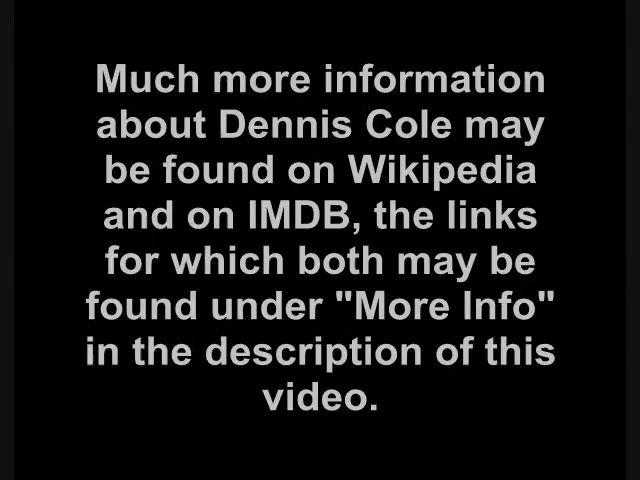 Much more information
about Dennis Cole may
be found on Wikipedia
and on IMDB, the links
for which both may be
found under "More Info"
in the description of this
video.